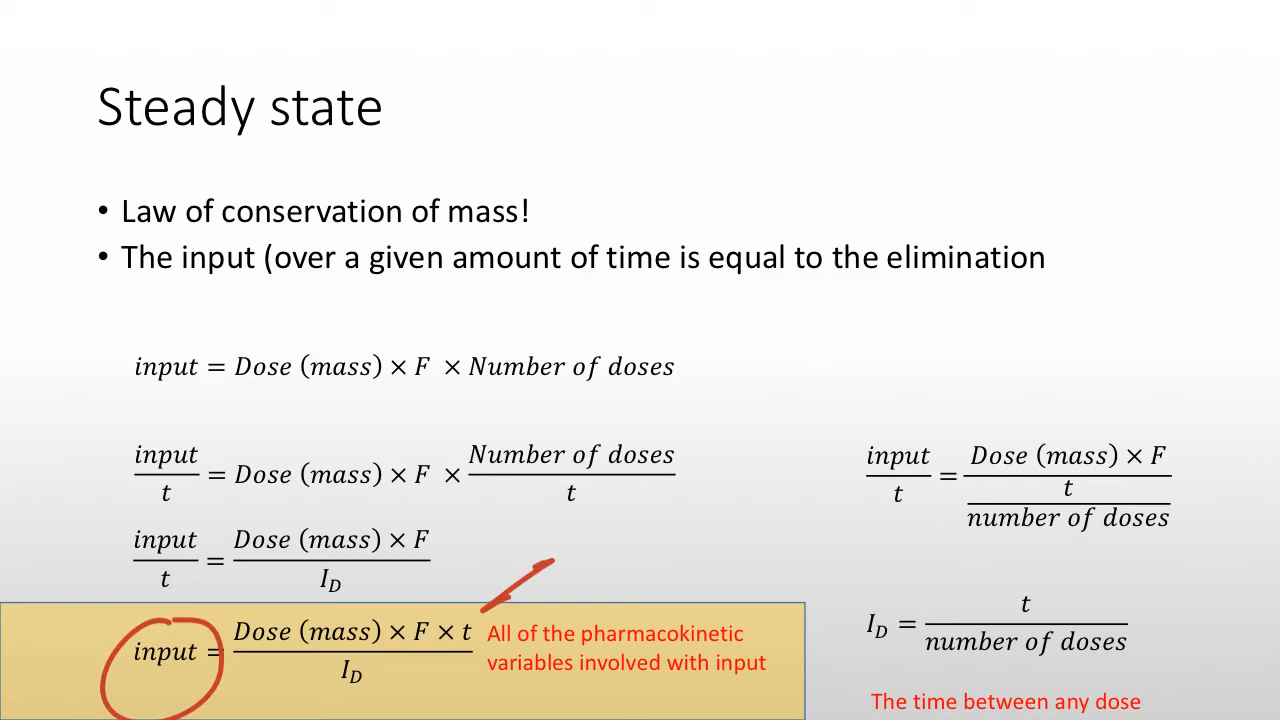 Steady state
• Law of conservation of mass!
• The input (over a given amount of time is equal to the elimination
input = Dose (mass) × F × Number of doses
input/t = Dose (mass) × F × Number of doses/t
input/t = Dose (mass) × F/I_D
input = Dose (mass) × F × t/I_D
All of the pharmacokinetic
variables involved with input
input/t = Dose (mass) × F/(t/number of doses)
I_D = t/number of doses
The time between any dose